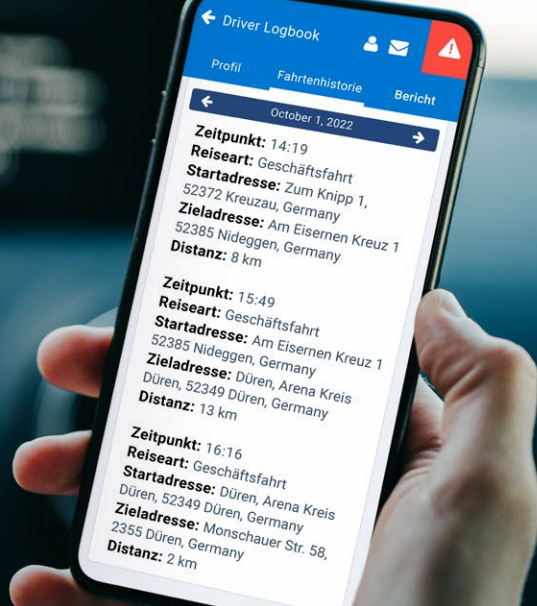 Driver Logbook
Profil
Fahrtenhistorie
Bericht
October 1, 2022
Zeitpunkt: 14:19
Reiseart: Geschäftsfahrt
Startadresse: Zum Knipp 1,
52372 Kreuzau, Germany
Zieladresse: Am Eisernen Kreuz 1
52385 Nideggen, Germany
Distanz: 8 km
Zeitpunkt: 15:49
Reiseart: Geschäftsfahrt
Startadresse: Am Eisernen Kreuz 1
52385 Nideggen, Germany
Zieladresse: Düren, Arena Kreis
Düren, 52349 Düren, Germany
Distanz: 13 km
Zeitpunkt: 16:16
Reiseart: Geschäftsfahrt
Startadresse: Düren, Arena Kreis
Düren, 52349 Düren, Germany
Zieladresse: Monschauer Str. 58,
2355 Düren, Germany
Distanz: 2 km